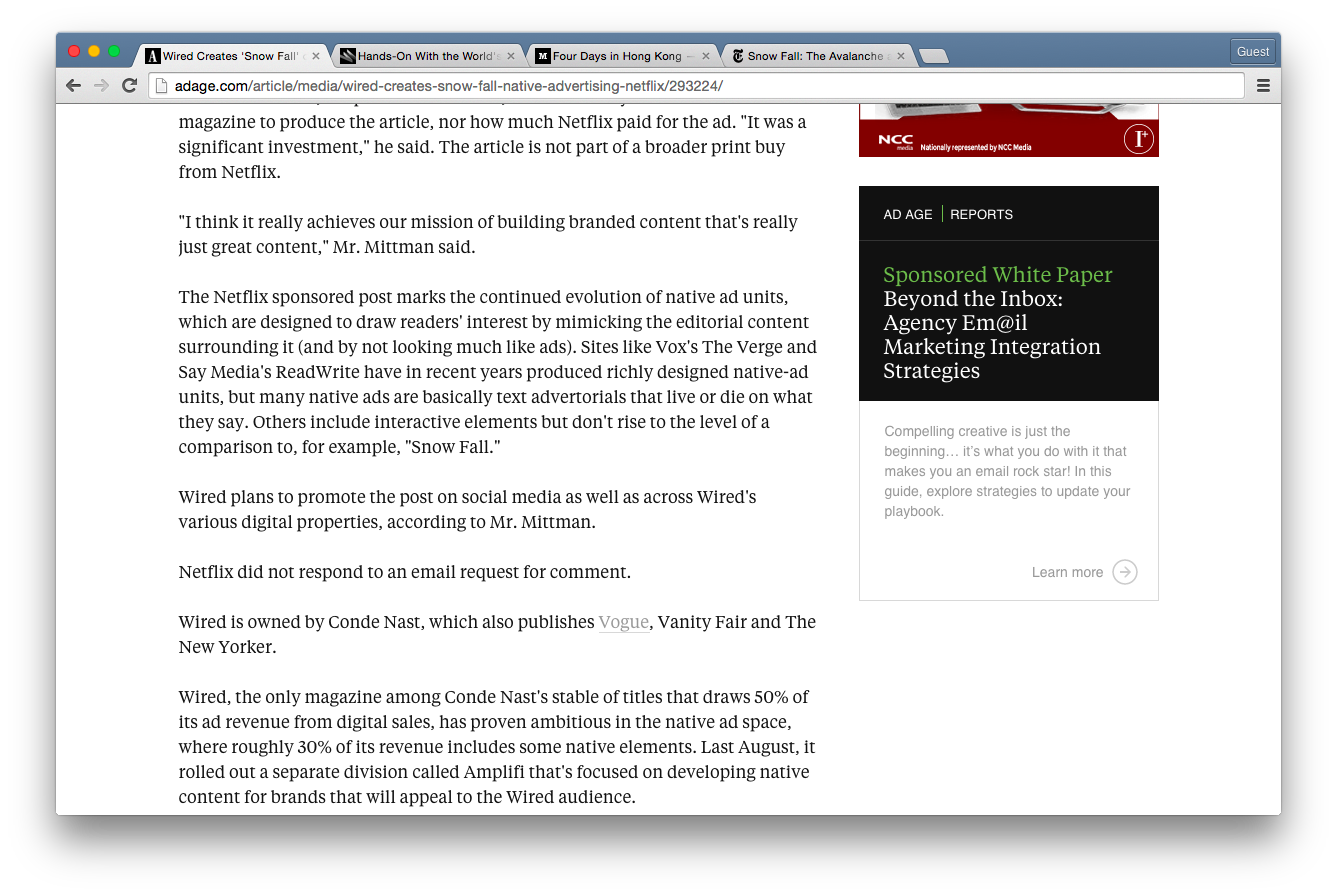 Wired Creates 'Snow Fall'
Hands-On With the World's
Four Days in Hong Kong –
Snow Fall: The Avalanche
Guest
adage.com/article/media/wired-creates-snow-fall-native-advertising-netflix/293224/
magazine to produce the article, nor how much Netflix paid for the ad. "It was a
significant investment," he said. The article is not part of a broader print buy
from Netflix.
"I think it really achieves our mission of building branded content that's really
just great content," Mr. Mittman said.
The Netflix sponsored post marks the continued evolution of native ad units,
which are designed to draw readers' interest by mimicking the editorial content
surrounding it (and by not looking much like ads). Sites like Vox's The Verge and
Say Media's ReadWrite have in recent years produced richly designed native-ad
units, but many native ads are basically text advertorials that live or die on what
they say. Others include interactive elements but don't rise to the level of a
comparison to, for example, "Snow Fall."
Wired plans to promote the post on social media as well as across Wired's
various digital properties, according to Mr. Mittman.
Netflix did not respond to an email request for comment.
Wired is owned by Conde Nast, which also publishes Vogue, Vanity Fair and The
New Yorker.
Wired, the only magazine among Conde Nast's stable of titles that draws 50% of
its ad revenue from digital sales, has proven ambitious in the native ad space,
where roughly 30% of its revenue includes some native elements. Last August, it
rolled out a separate division called Amplifi that's focused on developing native
content for brands that will appeal to the Wired audience.
NCC
media
Nationally represented by NCC Media
I+
AD AGE | REPORTS
Sponsored White Paper
Beyond the Inbox:
Agency Em@il
Marketing Integration
Strategies
Compelling creative is just the
beginning… it's what you do with it that
makes you an email rock star! In this
guide, explore strategies to update your
playbook.
Learn more